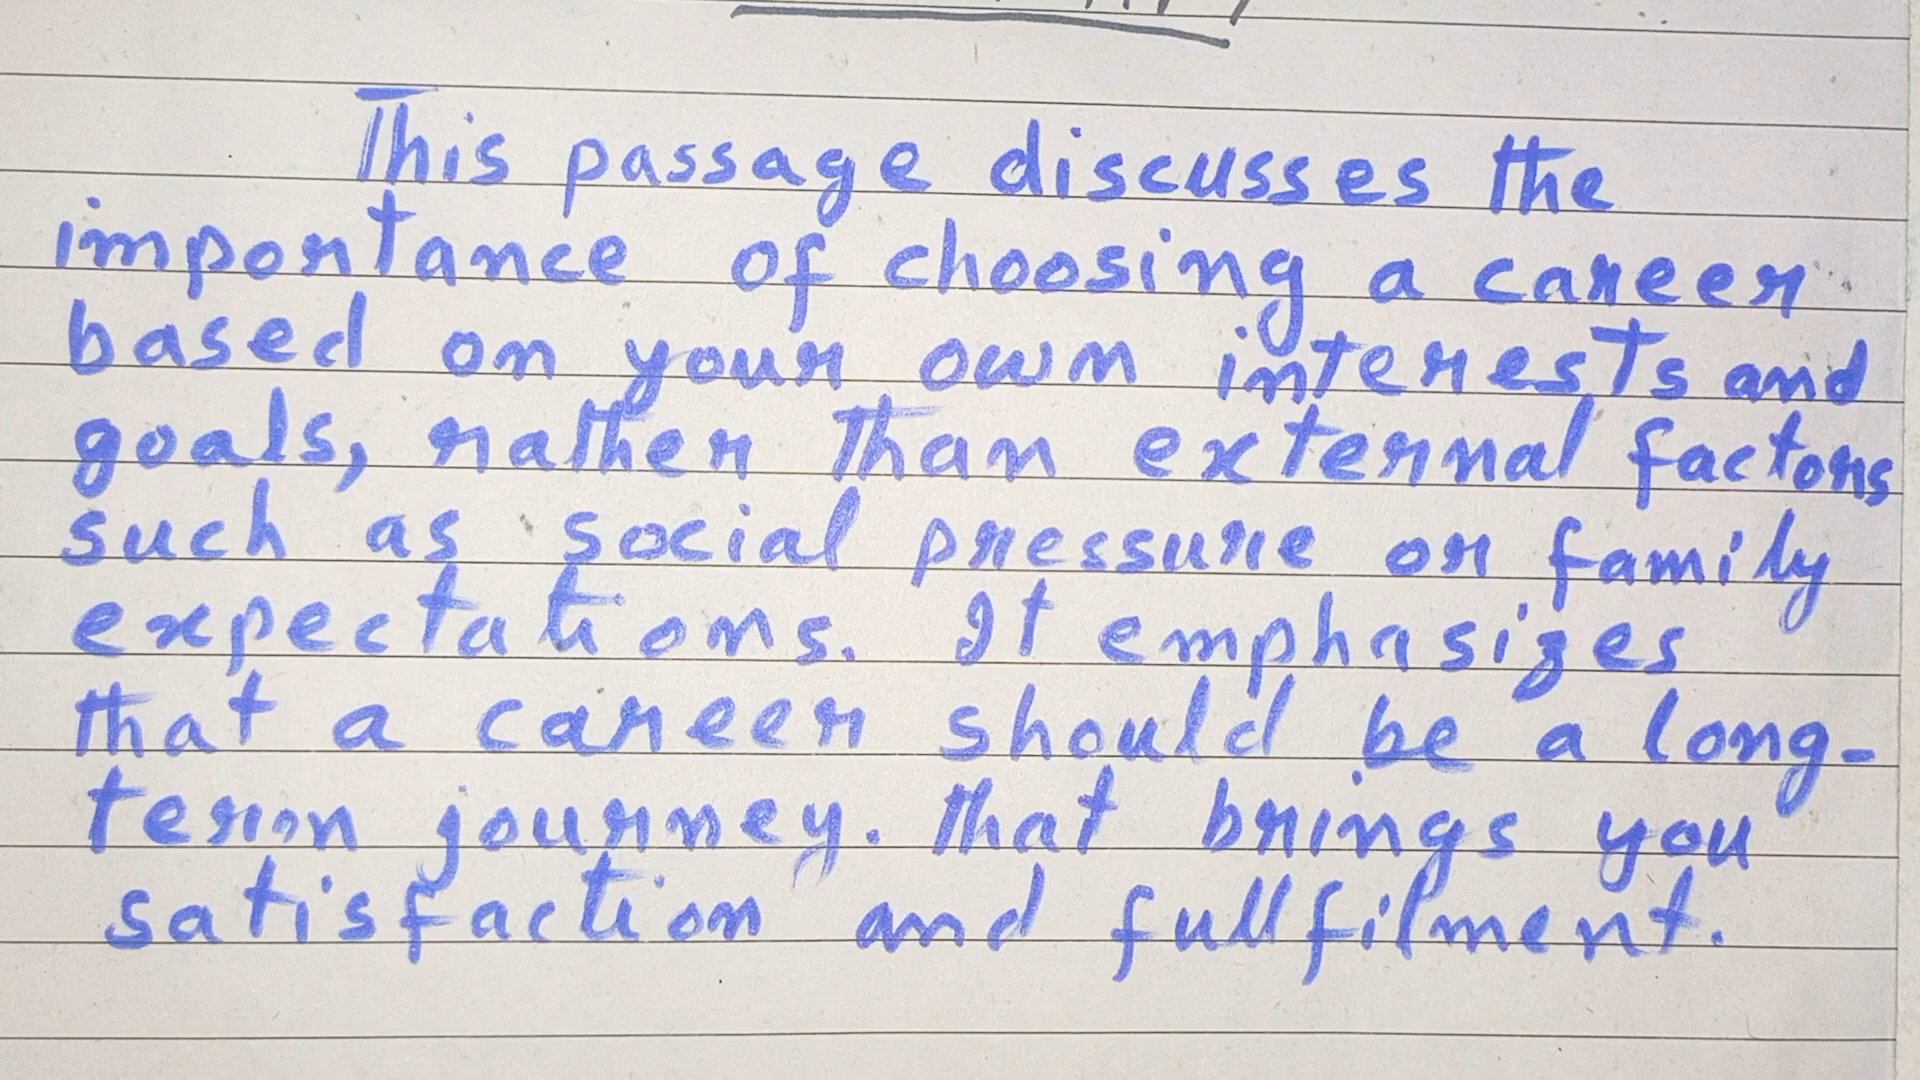 This passage discusses the
importance of choosing a career
based on your own interests and
goals, rather than external factors
such as social pressure or family
expectations. It emphasizes
that a career should be a long-
term journey. that brings you
satisfaction and fullfilment.